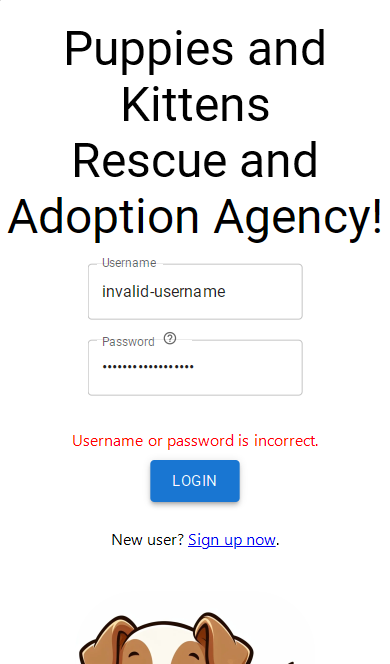 Puppies and
Kittens
Rescue and
Adoption Agency!
Username
invalid-username
Password
•••••••••••••••••
Username or password is incorrect.
LOGIN
New user? Sign up now.